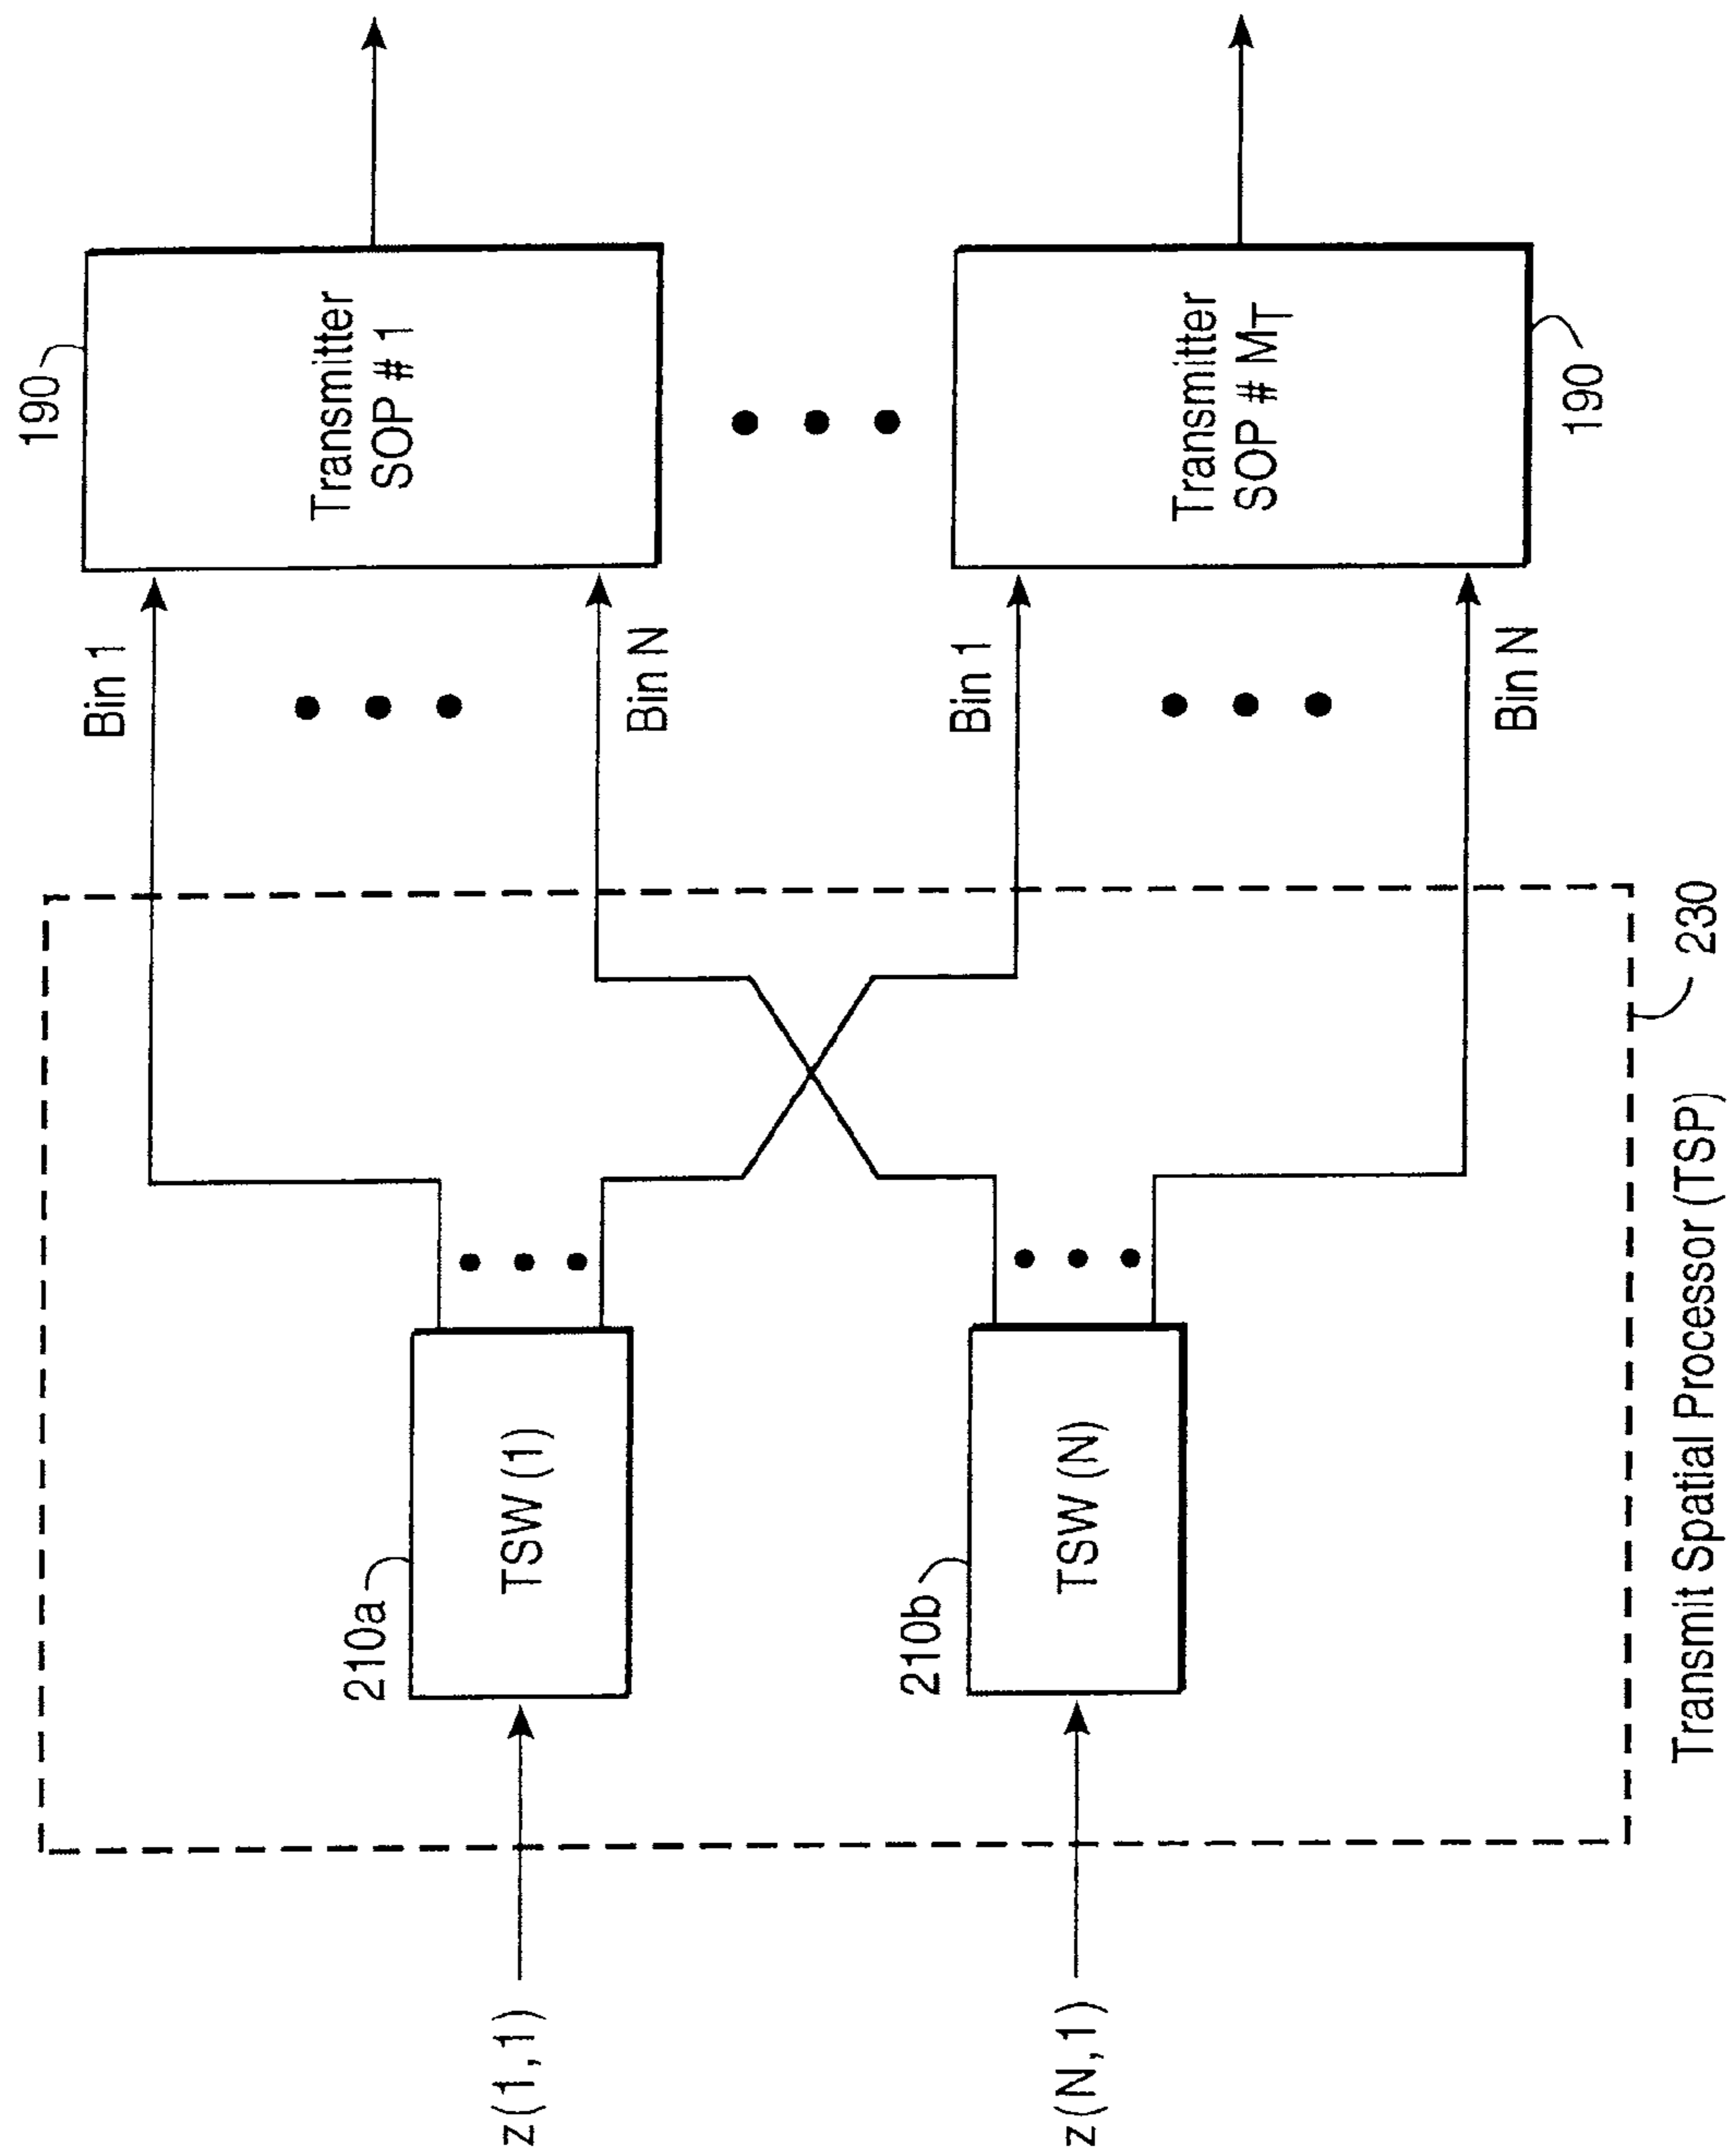 190
Transmitter
SOP # 1
Bin 1
Bin N
Transmitter
SOP # MT
190
Bin 1
Bin N
210a
TSW (1)
z(1,1)
210b
TSW (N)
z(N,1)
230
Transmit Spatial Processor (TSP)